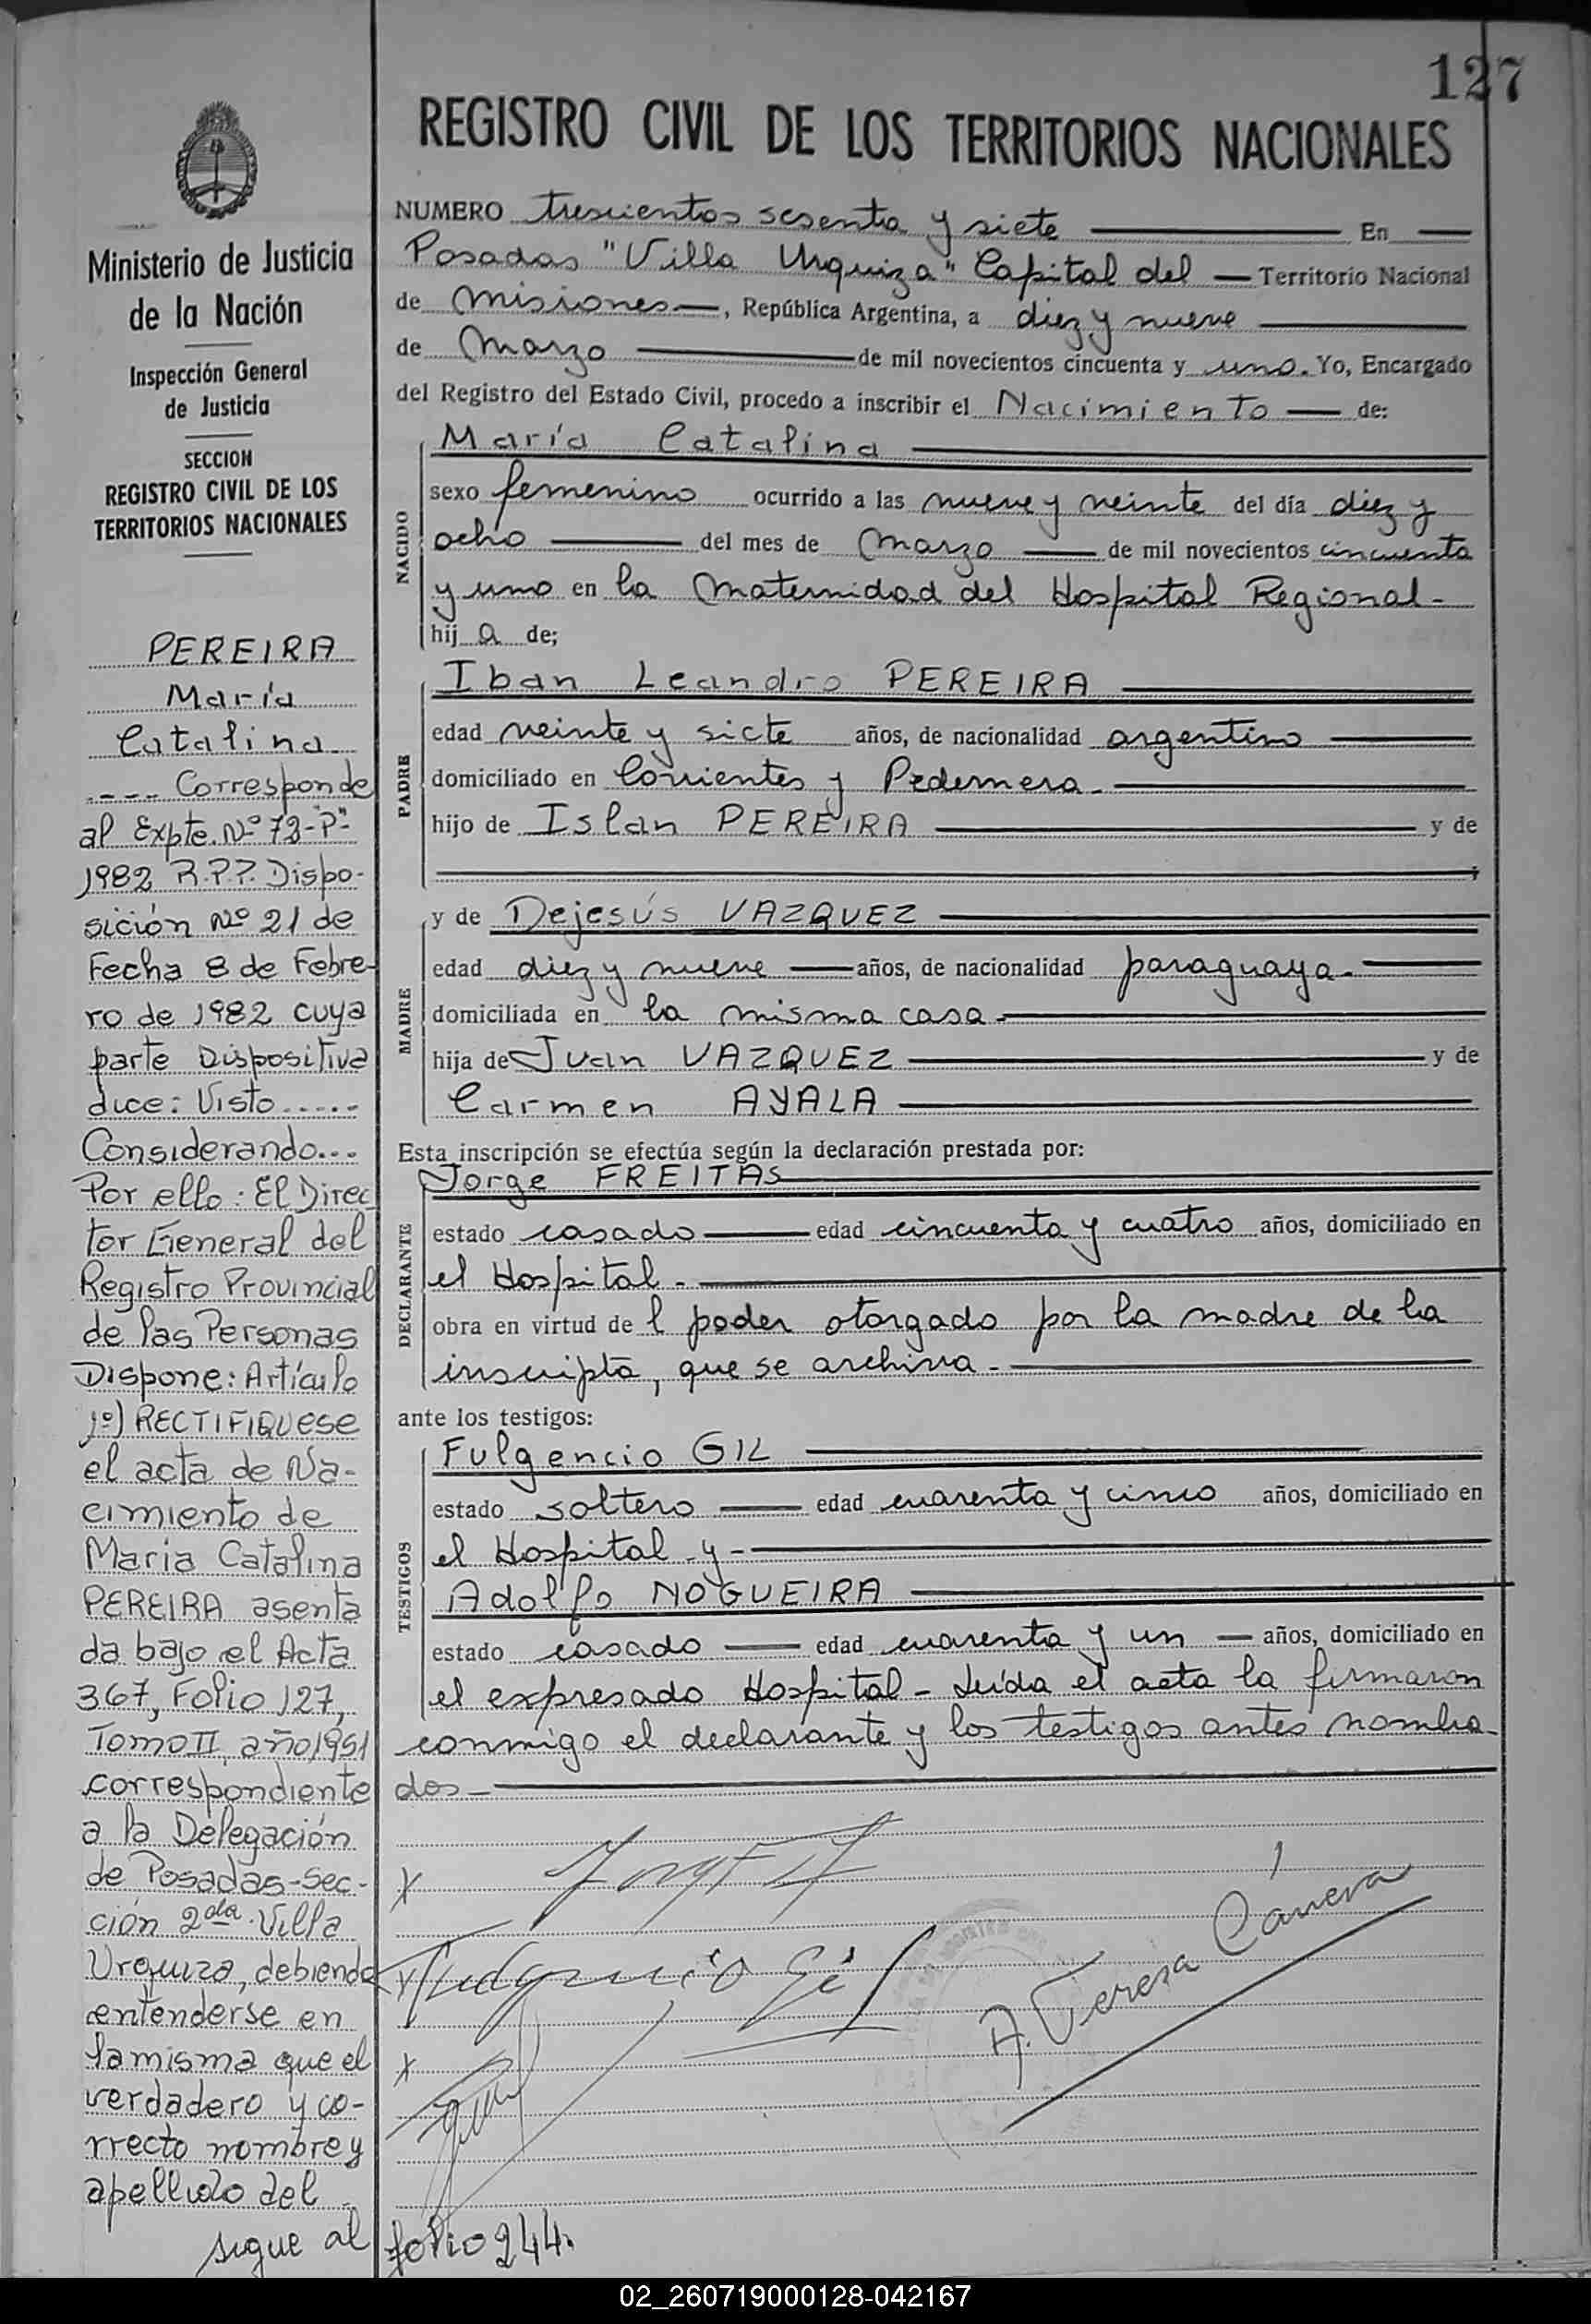 127
REGISTRO CIVIL DE LOS TERRITORIOS NACIONALES
NUMERO trescientos sesenta y siete En
Posadas "Villa Urquiza" Capital del Territorio Nacional
de Misiones, República Argentina, a diez y nueve
de Marzo de mil novecientos cincuenta y uno. Yo, Encargado
del Registro del Estado Civil, procedo a inscribir el Nacimiento de:
NACIDO
María Catalina
sexo femenino ocurrido a las nueve y veinte del día diez y
ocho del mes de Marzo de mil novecientos cincuenta
y uno en la Maternidad del Hospital Regional-
hij a de;
PADRE
Iban Leandro PEREIRA
edad veinte y siete años, de nacionalidad argentino
domiciliado en Corrientes y Pedernera.
hijo de Islan PEREIRA y de
MADRE
y de Dejesús VAZQUEZ
edad diez y nueve años, de nacionalidad paraguaya.
domiciliada en la misma casa.
hija de Juan VAZQUEZ y de
Carmen AYALA
Esta inscripción se efectúa según la declaración prestada por:
DECLARANTE
Jorge FREITAS
estado casado edad cincuenta y cuatro años, domiciliado en
el Hospital.
obra en virtud de l poder otorgado por la madre de la
inscripta, que se archiva.
ante los testigos:
TESTIGOS
Fulgencio GIL
estado soltero edad cuarenta y cinco años, domiciliado en
el Hospital y-
Adolfo NOGUEIRA
estado casado edad cuarenta y un años, domiciliado en
el expresado Hospital- Leída el acta la firmaron
conmigo el declarante y los testigos antes nombra-
dos-
x
x Fulgencio Gil
A. Teresa Cáneva
x
Ministerio de Justicia
de la Nación
Inspección General
de Justicia
SECCION
REGISTRO CIVIL DE LOS
TERRITORIOS NACIONALES
PEREIRA
María
Catalina
---- Corresponde
al Expte. Nº 73-"P"-
1982 R.P.P. Dispo-
sición Nº 21 de
Fecha 8 de Febre-
ro de 1982 cuya
parte Dispositiva
dice: Visto.....
Considerando...
Por ello: El Direc
tor General del
Registro Provincial
de las Personas
Dispone: Artículo
1º) RECTIFIQUESE
el acta de Na-
cimiento de
Maria Catalina
PEREIRA asenta
da bajo el Acta
367, Folio 127,
Tomo II, año 1951
correspondiente
a la Delegación
de Posadas-Sec-
ción 2da. Villa
Urquiza, debiendo
entenderse en
la misma que el
verdadero y co-
rrecto nombre y
apellido del
sigue al folio 244.
02_260719000128-042167